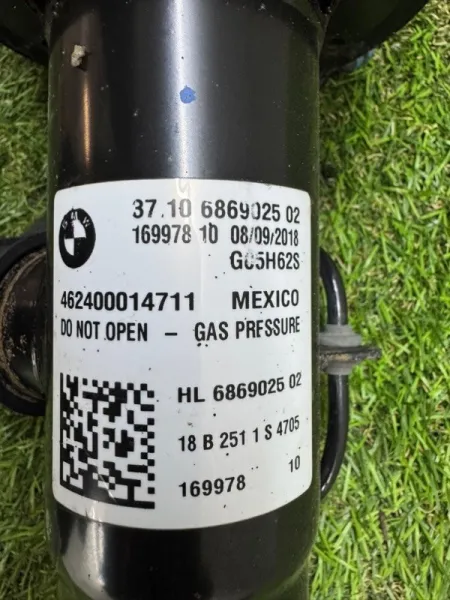 37.10 6869025 02
169978 10 08/09/2018
G05H62S
BMW
462400014711 MEXICO
DO NOT OPEN – GAS PRESSURE
HL 6869025 02
18 B 251 1 S 4705
169978 10